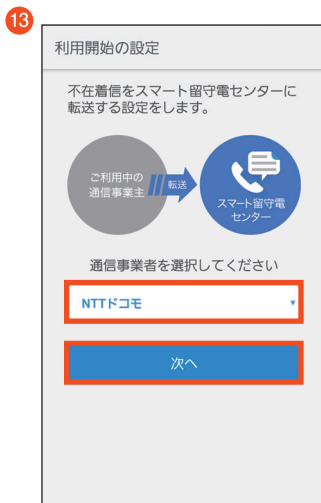 13
利用開始の設定
不在着信をスマート留守電センターに
転送する設定をします。
ご利用中の
通信事業主
転送
スマート留守電
センター
通信事業者を選択してください
NTTドコモ
次へ